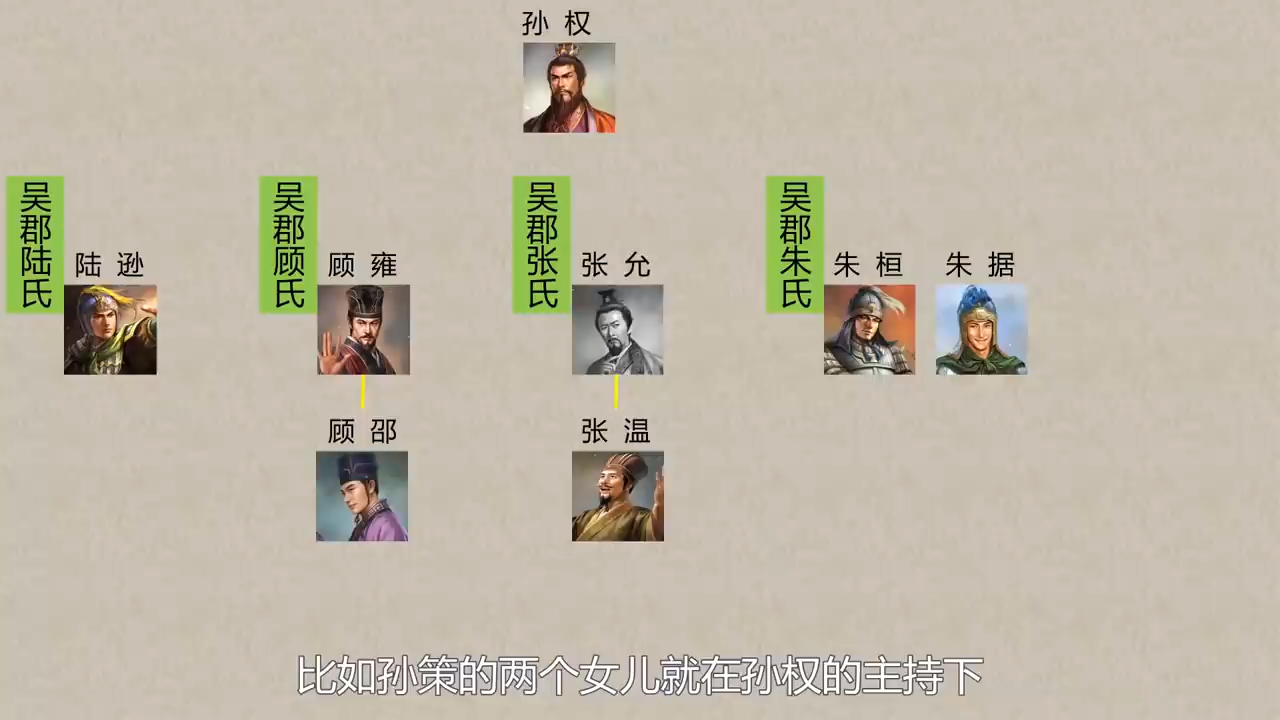 孙权
吴郡陆氏
陆逊
吴郡顾氏
顾雍
吴郡张氏
张允
吴郡朱氏
朱桓
朱据
顾邵
张温
比如孙策的两个女儿就在孙权的主持下